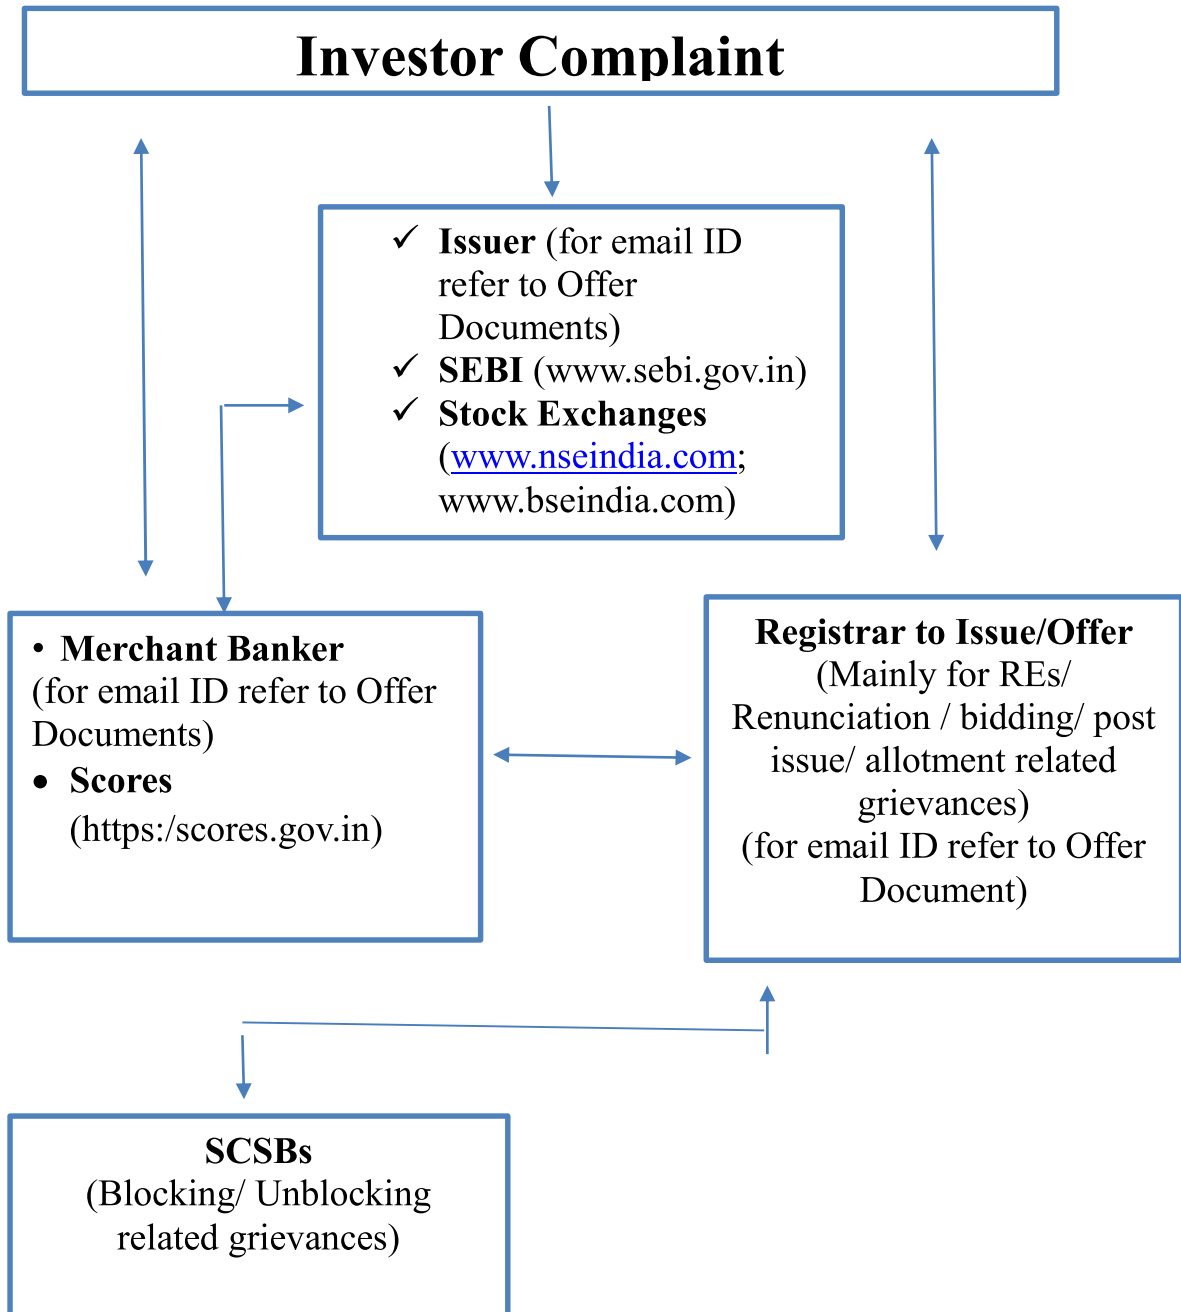 Investor Complaint
✓ Issuer (for email ID
refer to Offer
Documents)
✓ SEBI (www.sebi.gov.in)
✓ Stock Exchanges
(www.nseindia.com;
www.bseindia.com)
• Merchant Banker
(for email ID refer to Offer
Documents)
• Scores
(https:/scores.gov.in)
Registrar to Issue/Offer
(Mainly for REs/
Renunciation / bidding/ post
issue/ allotment related
grievances)
(for email ID refer to Offer
Document)
SCSBs
(Blocking/ Unblocking
related grievances)